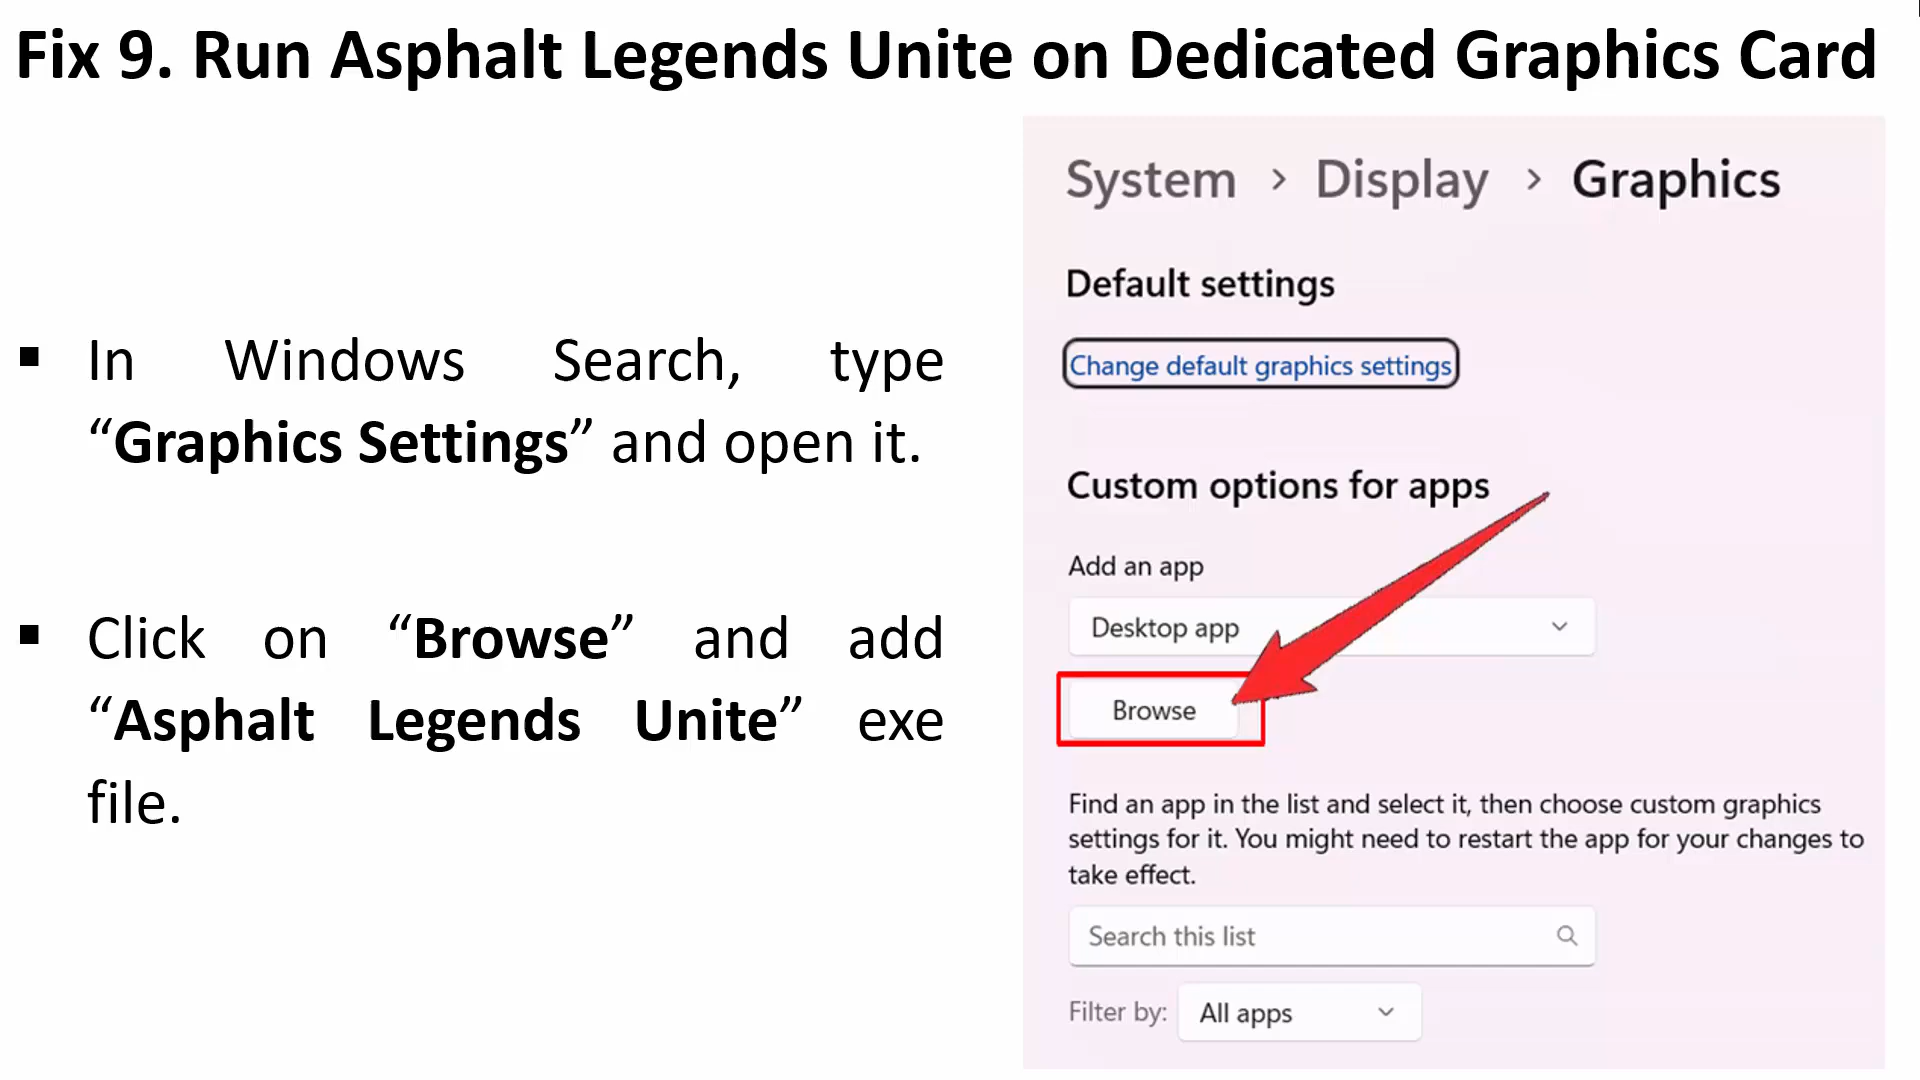 Fix 9. Run Asphalt Legends Unite on Dedicated Graphics Card
▪ In Windows Search, type
“Graphics Settings” and open it.
▪ Click on “Browse” and add
“Asphalt Legends Unite” exe
file.
System > Display > Graphics
Default settings
Change default graphics settings
Custom options for apps
Add an app
Desktop app
Browse
Find an app in the list and select it, then choose custom graphics
settings for it. You might need to restart the app for your changes to
take effect.
Search this list
Filter by: All apps